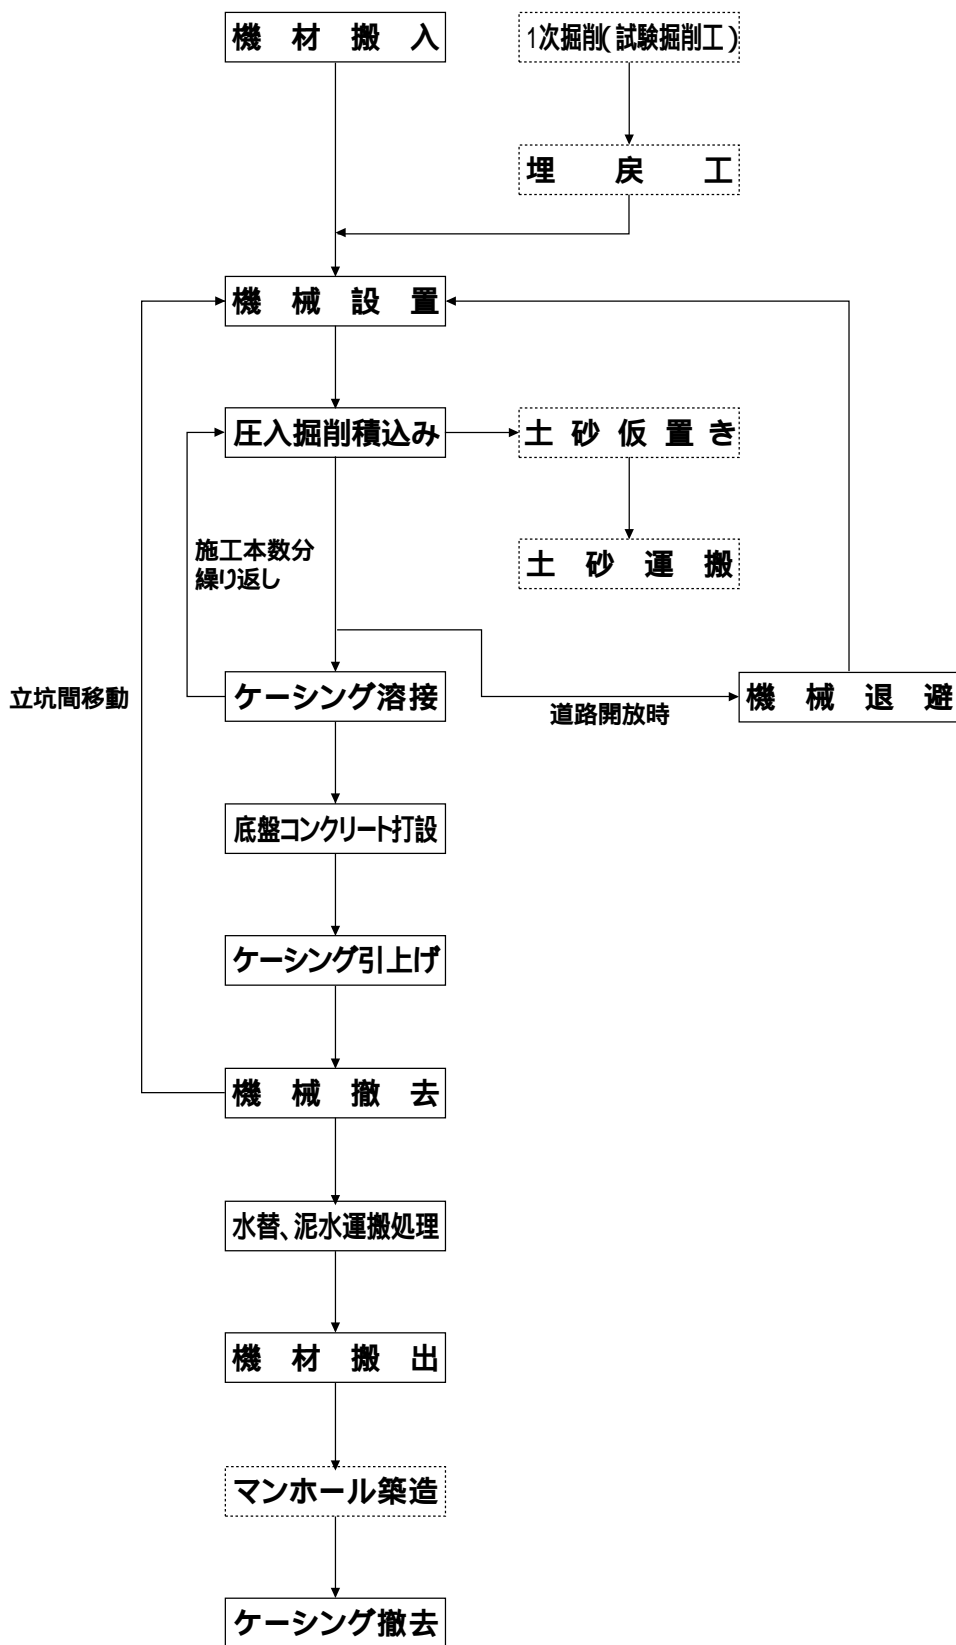 機材搬入
1次掘削(試験掘削工)
埋戻工
機械設置
圧入掘削積込み
土砂仮置き
施工本数分
繰り返し
土砂運搬
立坑間移動
ケーシング溶接
道路開放時
機械退避
底盤コンクリート打設
ケーシング引上げ
機械撤去
水替、泥水運搬処理
機材搬出
マンホール築造
ケーシング撤去